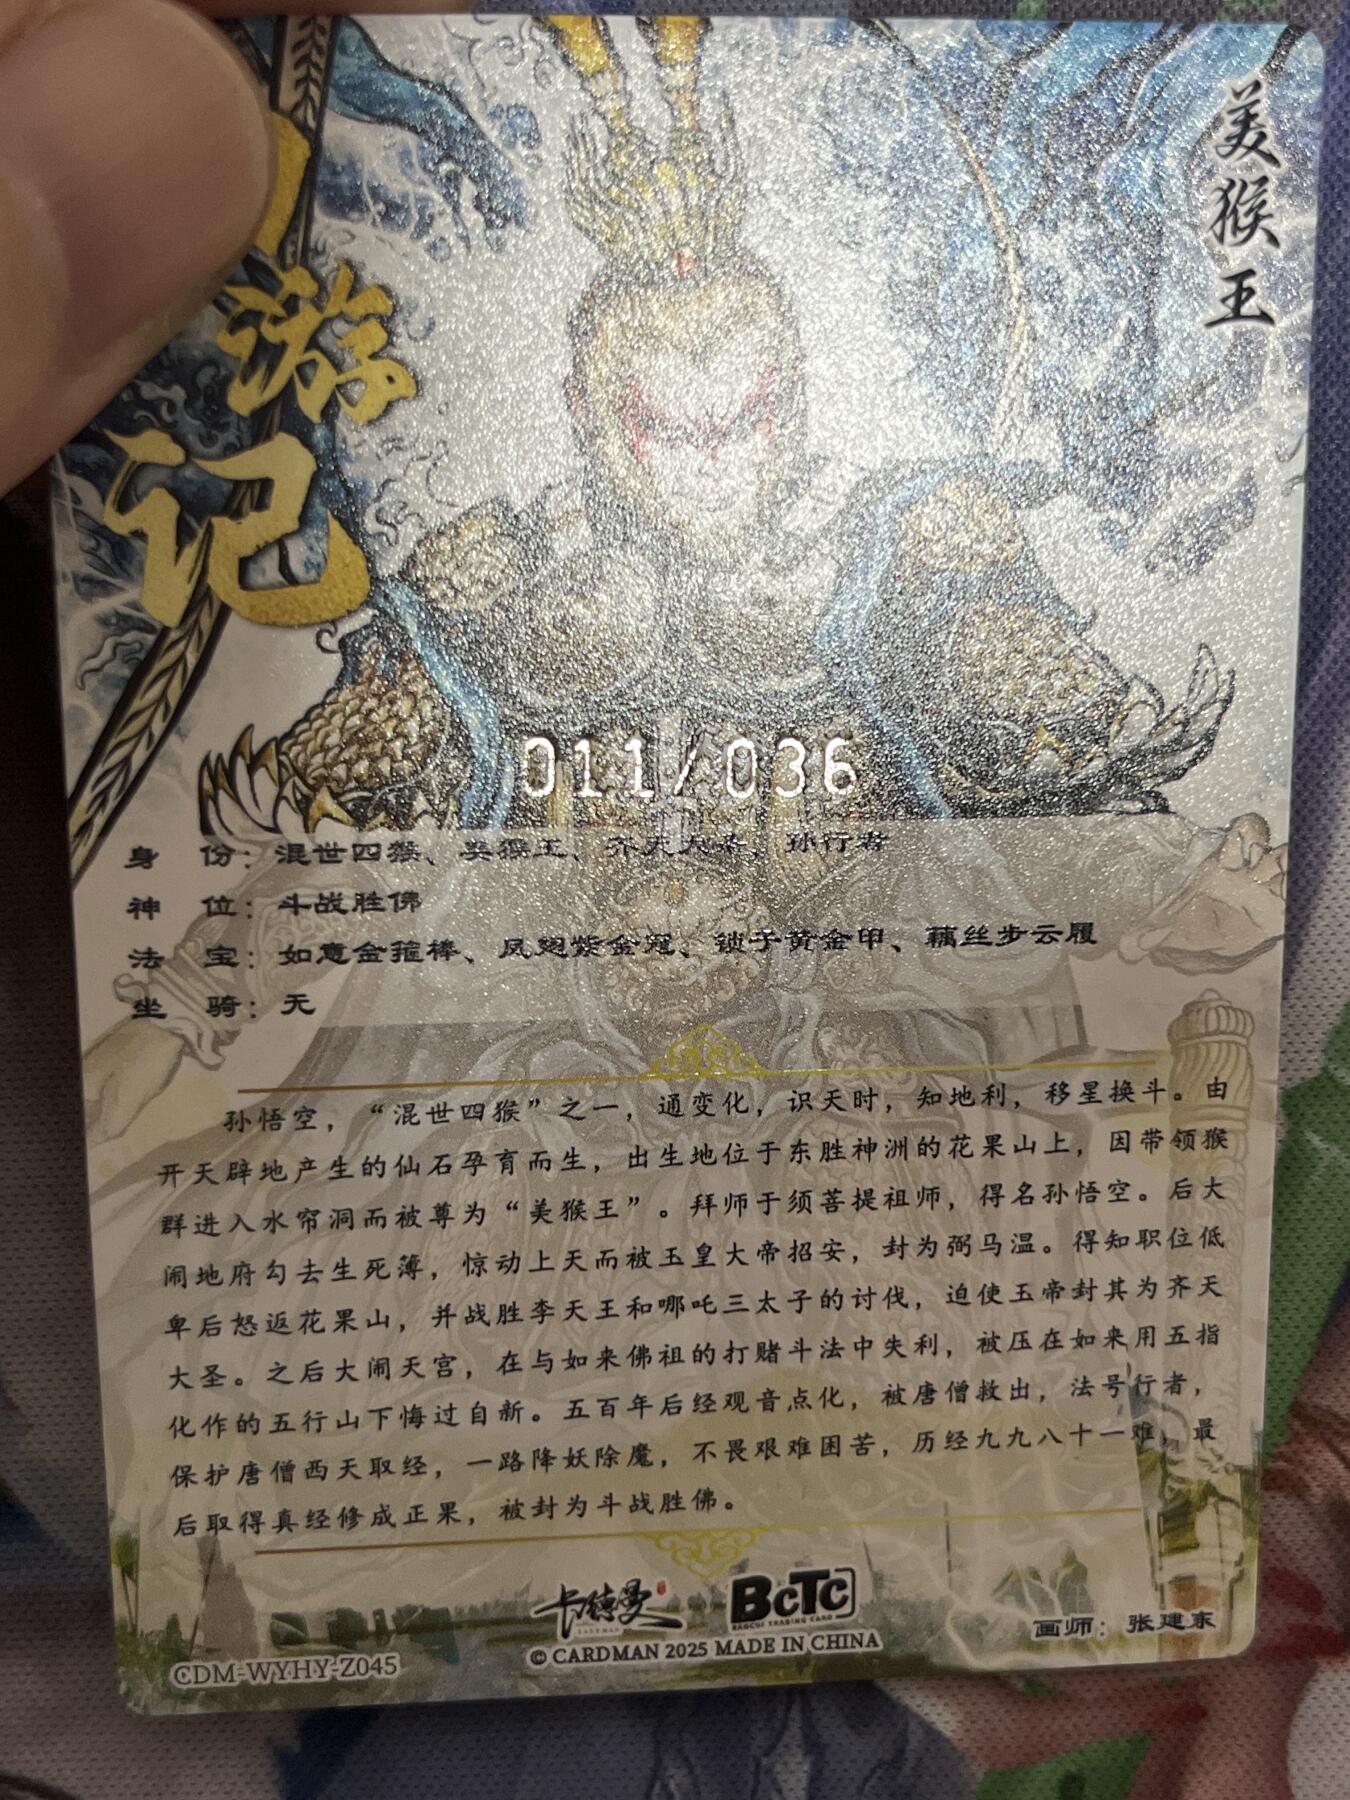 美猴王
游记
011/036
身 份：混世四猴、美猴王、齐天大圣、孙行者
神 位：斗战胜佛
法 宝：如意金箍棒、凤翅紫金冠、锁子黄金甲、藕丝步云履
坐 骑：无
孙悟空，“混世四猴”之一，通变化，识天时，知地利，移星换斗。由
开天辟地产生的仙石孕育而生，出生地位于东胜神洲的花果山上，因带领猴
群进入水帘洞而被尊为“美猴王”。拜师于须菩提祖师，得名孙悟空。后大
闹地府勾去生死簿，惊动上天而被玉皇大帝招安，封为弼马温。得知职位低
卑后怒返花果山，并战胜李天王和哪吒三太子的讨伐，迫使玉帝封其为齐天
大圣。之后大闹天宫，在与如来佛祖的打赌斗法中失利，被压在如来用五指
化作的五行山下悔过自新。五百年后经观音点化，被唐僧救出，法号行者，
保护唐僧西天取经，一路降妖除魔，不畏艰难困苦，历经九九八十一难，最
后取得真经修成正果，被封为斗战胜佛。
卡德曼
CARDMAN
BCTC
© CARDMAN 2025 MADE IN CHINA
画师：张建东
CDM-WYHY-Z045